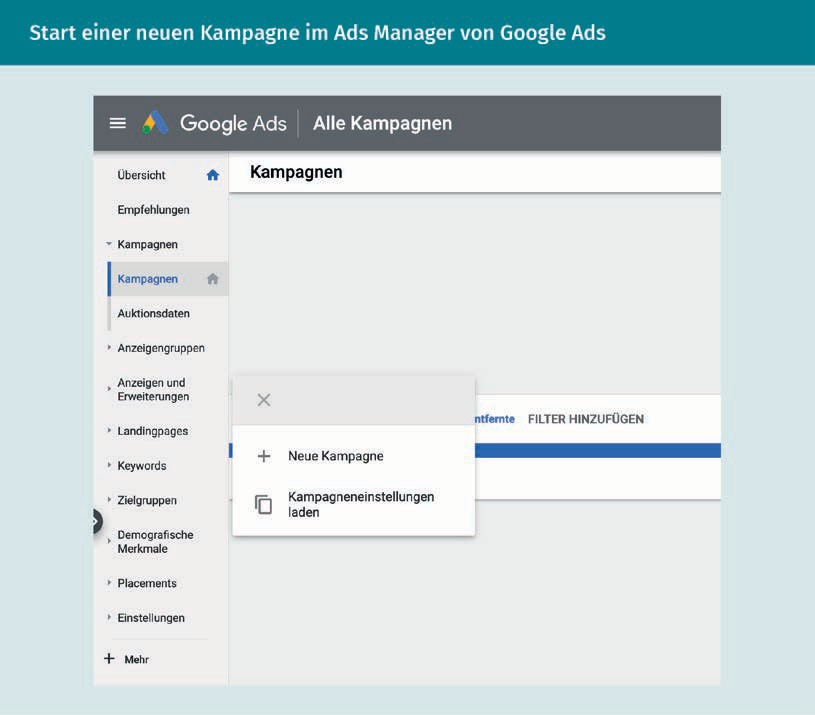 Start einer neuen Kampagne im Ads Manager von Google Ads
Google Ads
Alle Kampagnen
Übersicht
Kampagnen
Empfehlungen
Kampagnen
Kampagnen
Auktionsdaten
Anzeigengruppen
Anzeigen und
Erweiterungen
Landingpages
Keywords
Zielgruppen
Demografische
Merkmale
Placements
Einstellungen
Mehr
ntfernte FILTER HINZUFÜGEN
Neue Kampagne
Kampagneneinstellungen
laden